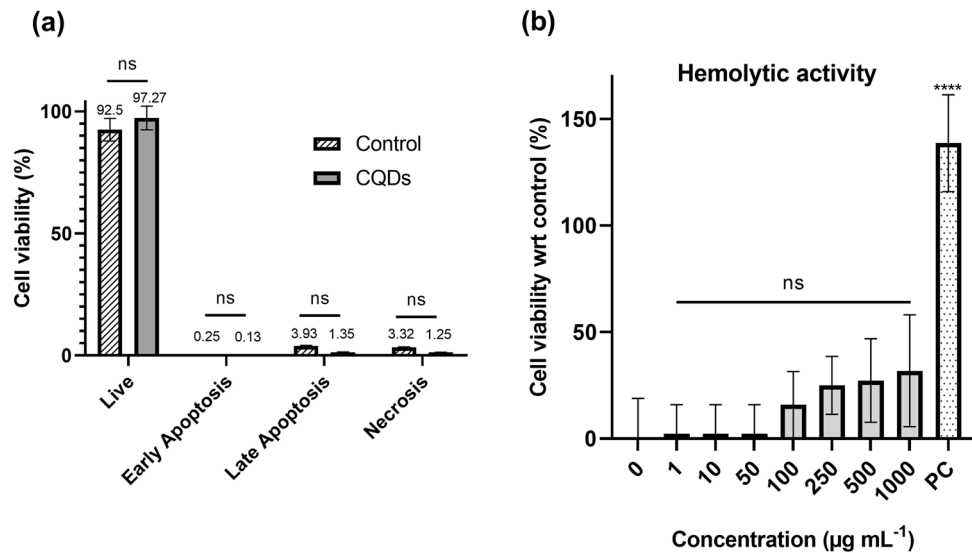 (a)
ns
92.5 97.27
Control
CQDs
Cell viability (%)
100
50
0
ns
0.25 0.13
ns
3.93 1.35
ns
3.32 1.25
Live
Early Apoptosis
Late Apoptosis
Necrosis
(b)
Hemolytic activity
Cell viability wrt control (%)
150
100
50
0
ns
****
0 1 10 50 100 250 500 1000 PC
Concentration (µg mL⁻¹)